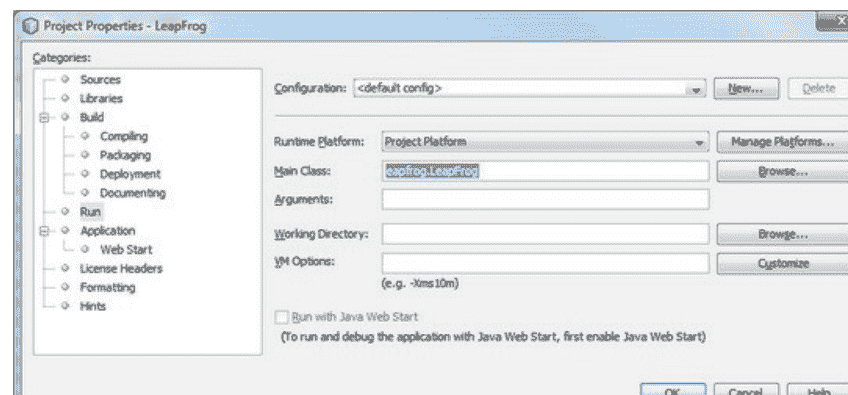 Project Properties - LeapFrog
Categories:
Sources
Libraries
Build
Compiling
Packaging
Deployment
Documenting
Run
Application
Web Start
License Headers
Formatting
Hints
Configuration: <default config> New... Delete
Runtime Platform: Project Platform Manage Platforms...
Main Class: leapfrog.LeapFrog Browse...
Arguments:
Working Directory: Browse...
VM Options: Customize
(e.g. -Xms10m)
Run with Java Web Start
(To run and debug the application with Java Web Start, first enable Java Web Start)
OK Cancel Help